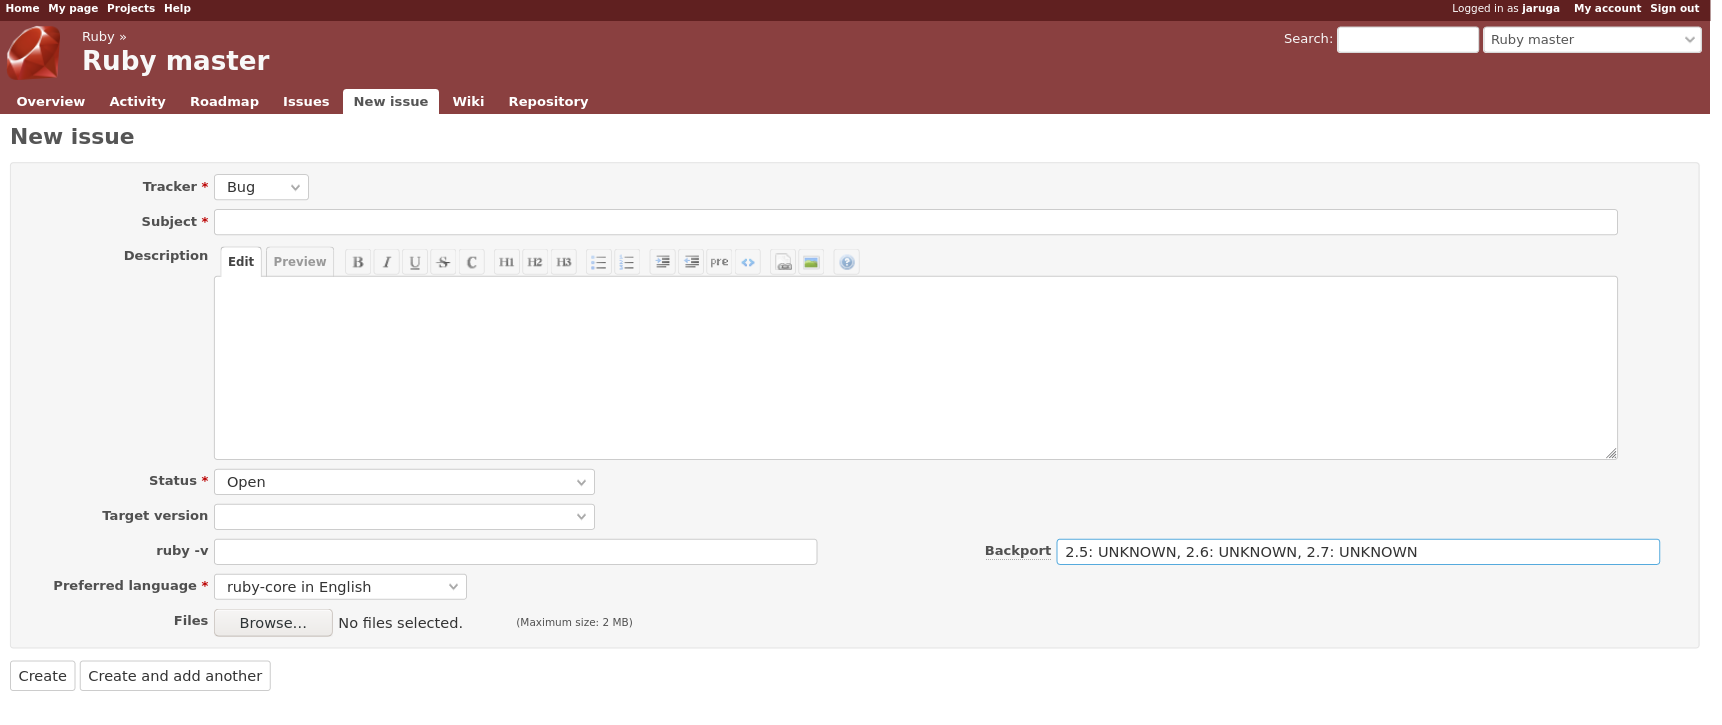 Home My page Projects Help Logged in as jaruga My account Sign out
Ruby » Search: Ruby master
Ruby master
Overview Activity Roadmap Issues New issue Wiki Repository
New issue
Tracker * Bug
Subject *
Description Edit Preview B I U S C H1 H2 H3 pre <> ?
Status * Open
Target version
ruby -v Backport 2.5: UNKNOWN, 2.6: UNKNOWN, 2.7: UNKNOWN
Preferred language * ruby-core in English
Files Browse... No files selected. (Maximum size: 2 MB)
Create Create and add another